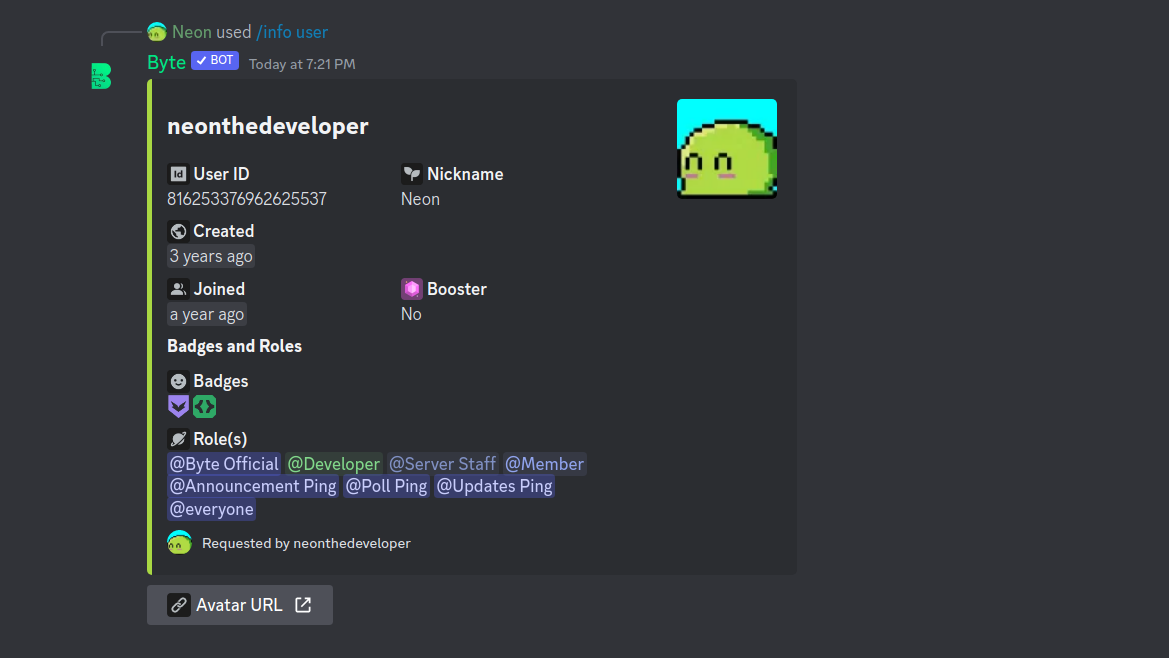 Neon used /info user
Byte ✓ BOT Today at 7:21 PM
neonthedeveloper
Id User ID Nickname
816253376962625537 Neon
Created
3 years ago
Joined Booster
a year ago No
Badges and Roles
Badges
Role(s)
@Byte Official @Developer @Server Staff @Member
@Announcement Ping @Poll Ping @Updates Ping
@everyone
Requested by neonthedeveloper
Avatar URL